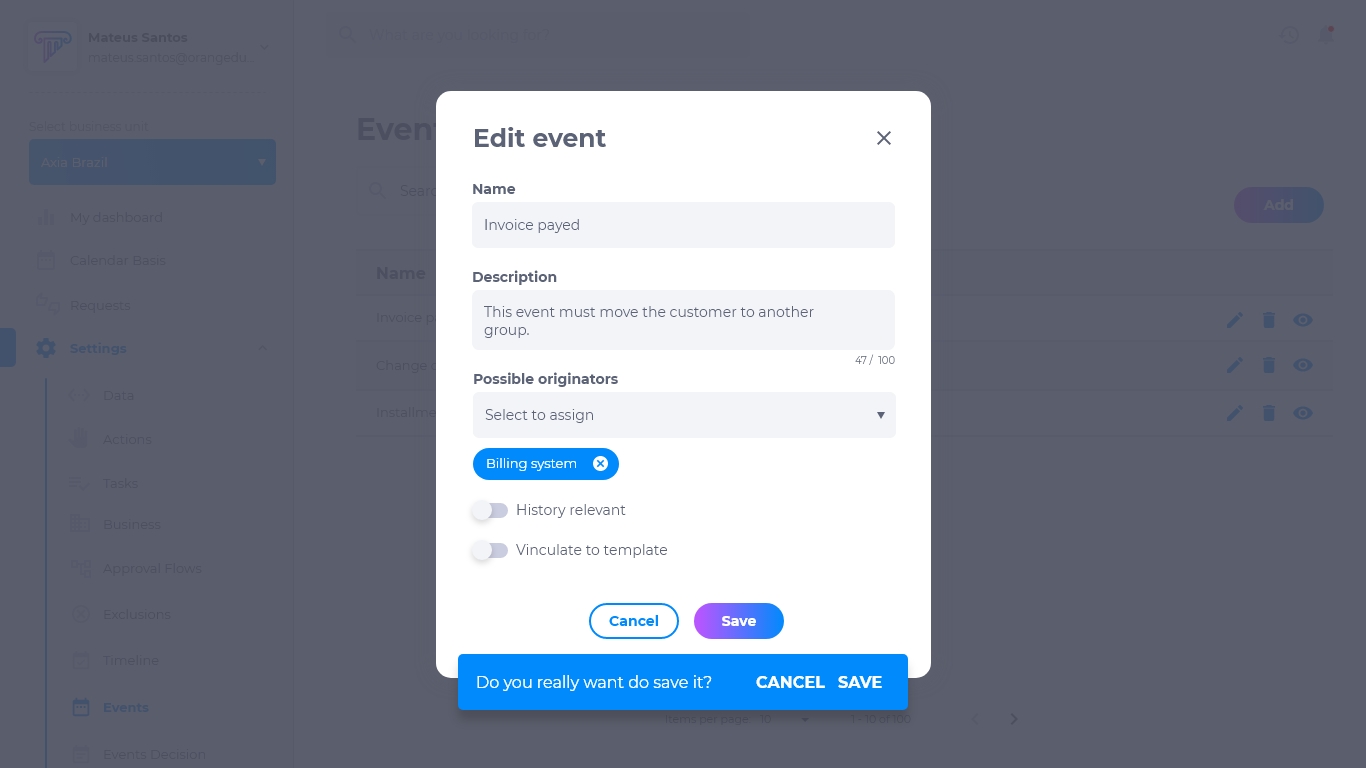 Mateus Santos
mateus.santos@orangedu...
What are you looking for?
Select business unit
Axia Brazil
My dashboard
Calendar Basis
Requests
Settings
Data
Actions
Tasks
Business
Approval Flows
Exclusions
Timeline
Events
Events Decision
Event
Sear
Add
Name
Invoice p
Change
Installme
Edit event
Name
Invoice payed
Description
This event must move the customer to another
group.
47 / 100
Possible originators
Select to assign
Billing system
History relevant
Vinculate to template
Cancel
Save
Do you really want do save it?
CANCEL
SAVE
Items per page
10
1 - 10 of 100